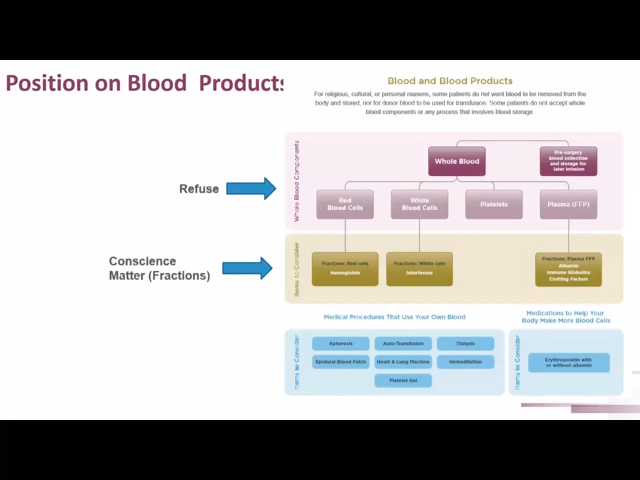 Position on Blood Products
Blood and Blood Products
For religious, cultural, or personal reasons, some patients do not want blood to be removed from the
body and stored, nor for donor blood to be used for transfusion. Some patients do not accept whole
blood components or any process that involves blood storage.
Refuse
Whole Blood Components
Whole Blood
Pre-surgery
blood collection
and storage for
later infusion
Red
Blood Cells
White
Blood Cells
Platelets
Plasma (FFP)
Conscience
Matter (Fractions)
Items to Consider
Fractions: Red cells
Hemoglobin
Fractions: White cells
Interferons
Fractions: Plasma FFP
Albumin
Immune Globulins
Clotting Factors
Medical Procedures That Use Your Own Blood
Items to Consider
Apheresis
Auto-Transfusion
Dialysis
Epidural Blood Patch
Heart & Lung Machine
Hemodilution
Platelet Gel
Medications to Help Your
Body Make More Blood Cells
Items to Consider
Erythropoietin with
or without albumin